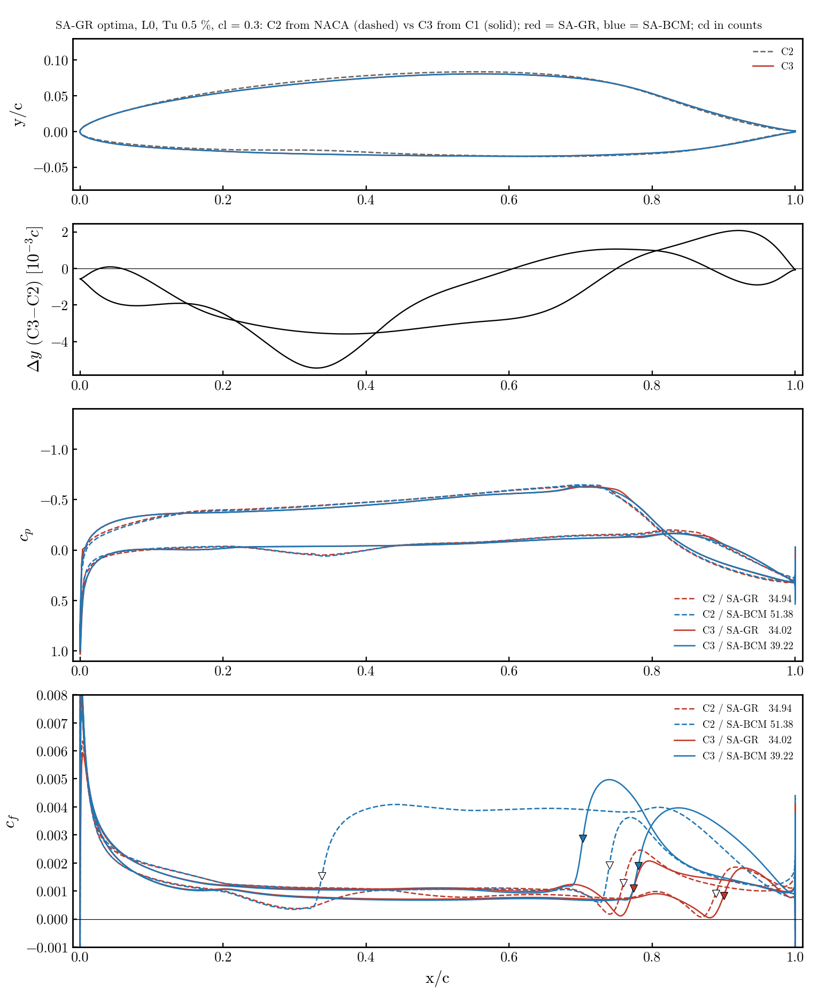 SA-GR optima, L0, Tu 0.5 %, cl = 0.3: C2 from NACA (dashed) vs C3 from C1 (solid); red = SA-GR, blue = SA-BCM; cd in counts
y/c
0.10
0.05
0.00
−0.05
C2
C3
0.0 0.2 0.4 0.6 0.8 1.0
Δy (C3−C2) [10⁻³c]
2
0
−2
−4
0.0 0.2 0.4 0.6 0.8 1.0
cₚ
−1.0
−0.5
0.0
0.5
1.0
C2 / SA-GR 34.94
C2 / SA-BCM 51.38
C3 / SA-GR 34.02
C3 / SA-BCM 39.22
0.0 0.2 0.4 0.6 0.8 1.0
c_f
0.008
0.007
0.006
0.005
0.004
0.003
0.002
0.001
0.000
−0.001
C2 / SA-GR 34.94
C2 / SA-BCM 51.38
C3 / SA-GR 34.02
C3 / SA-BCM 39.22
0.0 0.2 0.4 0.6 0.8 1.0
x/c